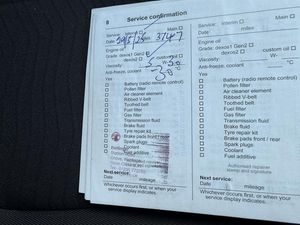 8
Service confirmation
Service: Interim Main
Date miles 3747
Engine oil
Grade: dexos1 Gen2
dexos2 custom oil
Viscosity:
Anti-freeze, coolant
Yes
Battery (radio remote control)
Pollen filter
Air cleaner element
Ribbed V-belt
Toothed belt
Fuel filter
Gas filter
Transmission fluid
Brake fluid
Tyre repair kit
Brake pads front / rear
Spark plugs
Coolant
Fuel additive
Next service:
Date mileage
Whichever occurs first, or when your
service display indicates.
Service: Interim Main
Date miles
Engine oil
Grade: dexos1 Gen2
dexos2 custom oil
Viscosity: W-
Anti-freeze, coolant °C
Yes
Battery (radio remote control)
Pollen filter
Air cleaner element
Ribbed V-belt
Toothed belt
Fuel filter
Gas filter
Transmission fluid
Brake fluid
Tyre repair kit
Brake pads front / rear
Spark plugs
Coolant
Fuel additive
Authorised repairer
stamp and signature
Next service:
Date mileage
Whichever occurs first, or when your
service display indicates.